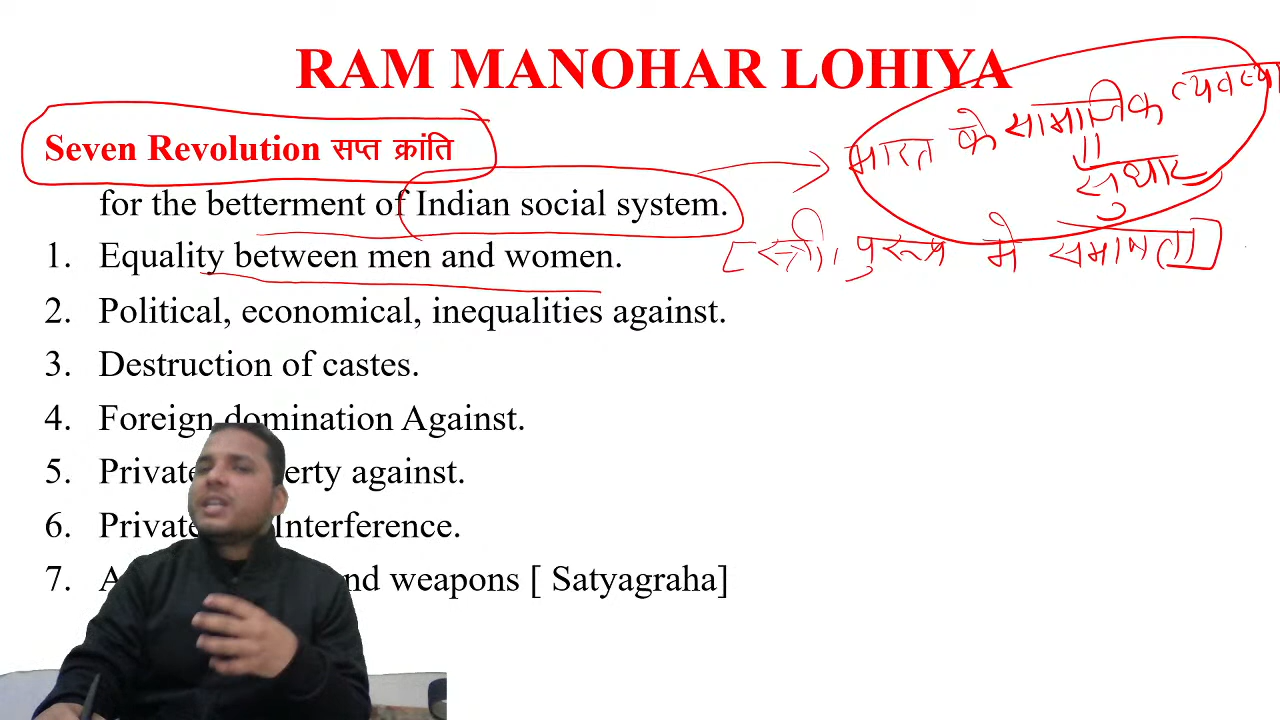 RAM MANOHAR LOHIYA
Seven Revolution सप्त क्रांति
भारत के सामाजिक व्यवस्था
सुधार
for the betterment of Indian social system.
1. Equality between men and women.
[स्त्री, पुरूष में समानता]
2. Political, economical, inequalities against.
3. Destruction of castes.
4. Foreign domination Against.
5. Private against.
6. Private Interference.
7. weapons [ Satyagraha]